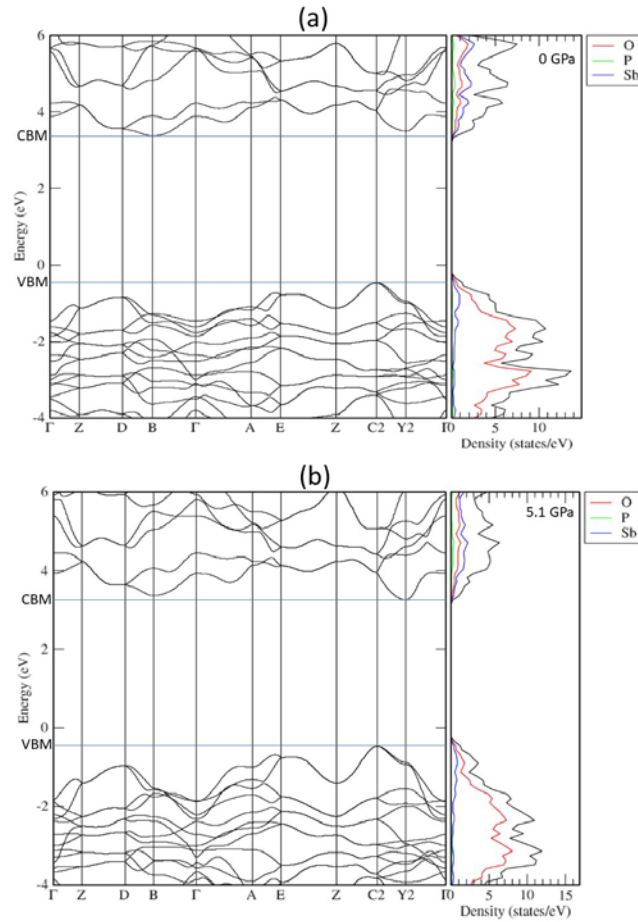 (a)
6
4
CBM
2
Energy (eV)
0
VBM
-2
-4
Γ Z D B Γ A E Z C2 Y2 Γ
0 GPa
O
P
Sb
0 5 10
Density (states/eV)
(b)
6
4
CBM
2
Energy (eV)
0
VBM
-2
-4
Γ Z D B Γ A E Z C2 Y2 Γ
5.1 GPa
O
P
Sb
0 5 10 15
Density (states/eV)